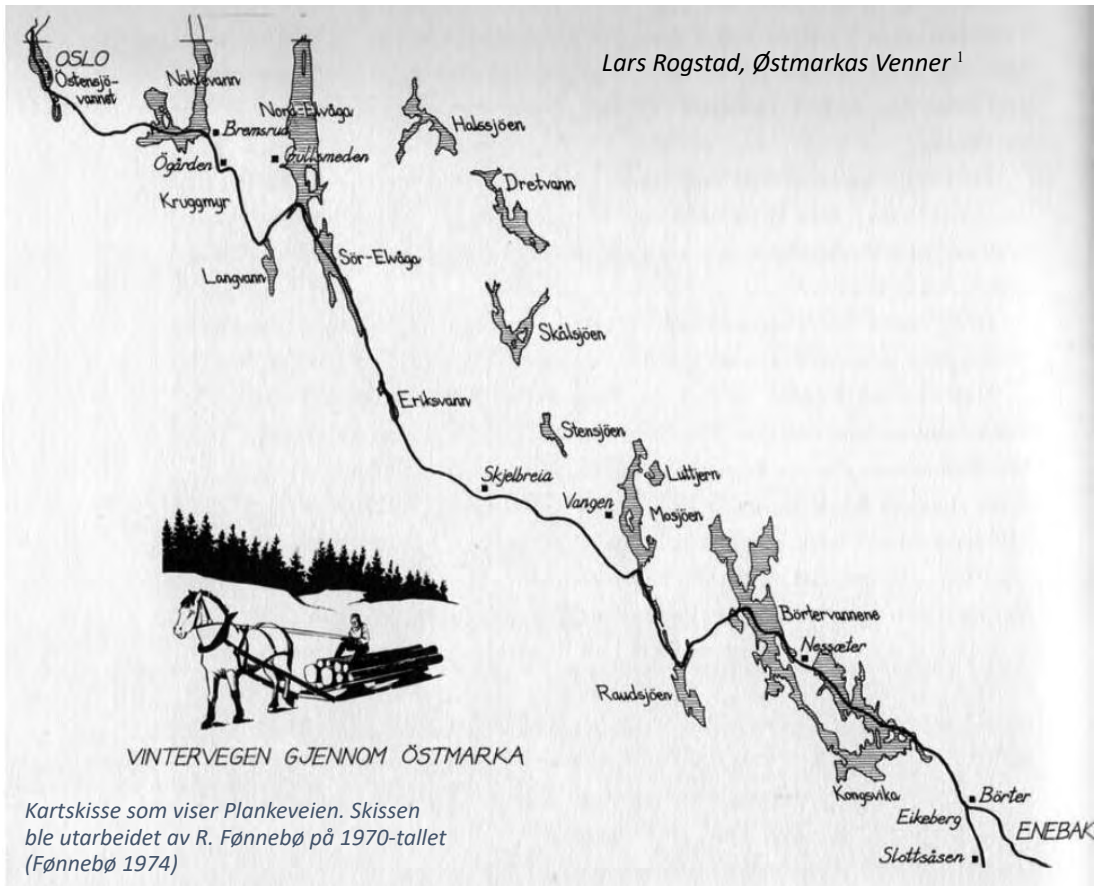 Lars Rogstad, Østmarkas Venner 1
OSLO
Östensjö-
vannet
Nöklevann
Nord-Elvåga
Halssjöen
Bremsrud
Ögården
Gullsmeden
Dretvann
Kruggmyr
Sör-Elvåga
Langvann
Skålsjöen
Eriksvann
Stensjöen
Skjelbreia
Luttjern
Vangen
Mosjöen
Börtervannene
Nessæter
Raudsjöen
Kongsvika
VINTERVEGEN GJENNOM ÖSTMARKA
Börter
Eikeberg
ENEBAK
Slottsåsen
Kartskisse som viser Plankeveien. Skissen
ble utarbeidet av R. Fønnebø på 1970-tallet
(Fønnebø 1974)